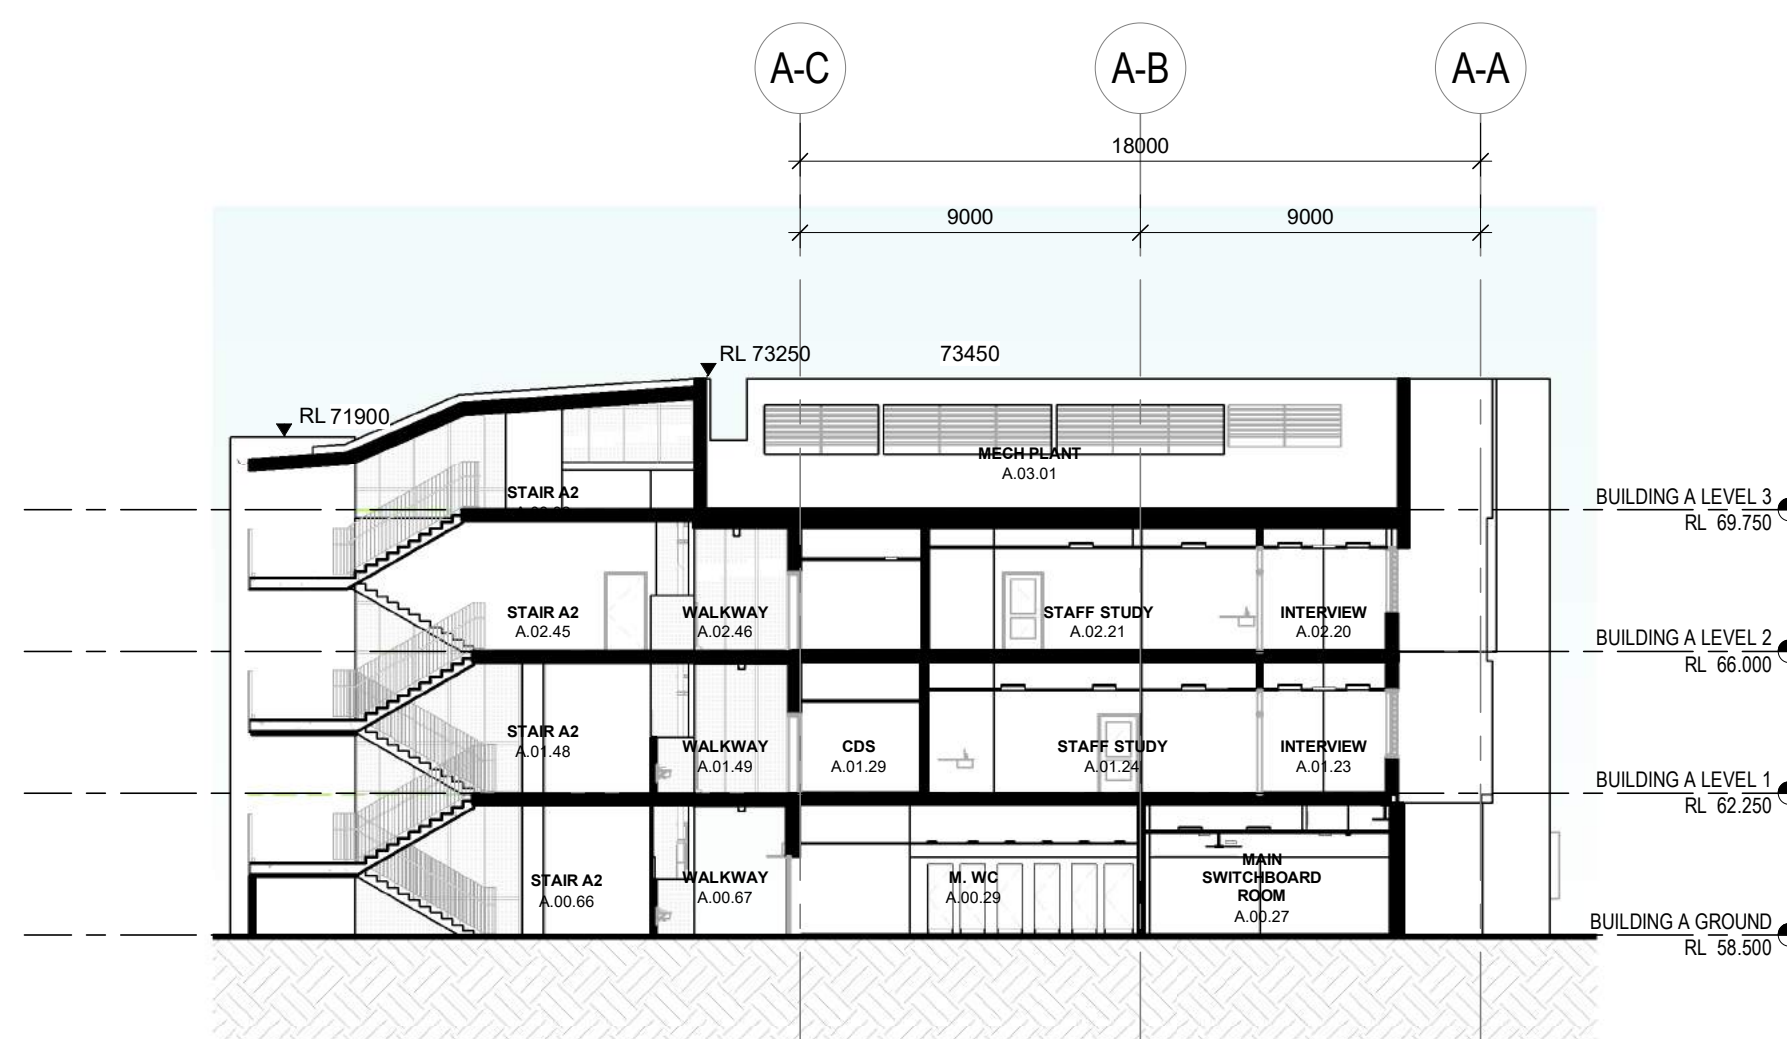 A-C
A-B
A-A
18000
9000
9000
RL 73250
73450
RL 71900
MECH PLANT
A.03.01
STAIR A2
BUILDING A LEVEL 3
RL 69.750
STAIR A2
A.02.45
WALKWAY
A.02.46
STAFF STUDY
A.02.21
INTERVIEW
A.02.20
BUILDING A LEVEL 2
RL 66.000
STAIR A2
A.01.48
WALKWAY
A.01.49
CDS
A.01.29
STAFF STUDY
A.01.24
INTERVIEW
A.01.23
BUILDING A LEVEL 1
RL 62.250
STAIR A2
A.00.66
WALKWAY
A.00.67
M. WC
A.00.29
MAIN
SWITCHBOARD
ROOM
A.00.27
BUILDING A GROUND
RL 58.500